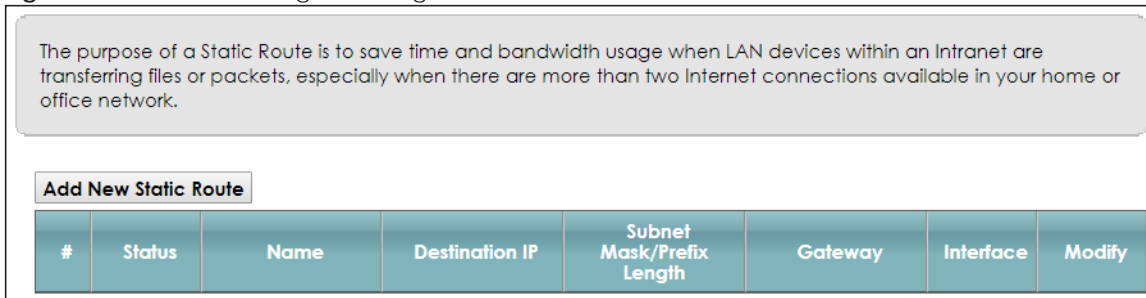 The purpose of a Static Route is to save time and bandwidth usage when LAN devices within an Intranet are
transferring files or packets, especially when there are more than two Internet connections available in your home or
office network.
Add New Static Route
# Status Name Destination IP Subnet Mask/Prefix Length Gateway Interface Modify